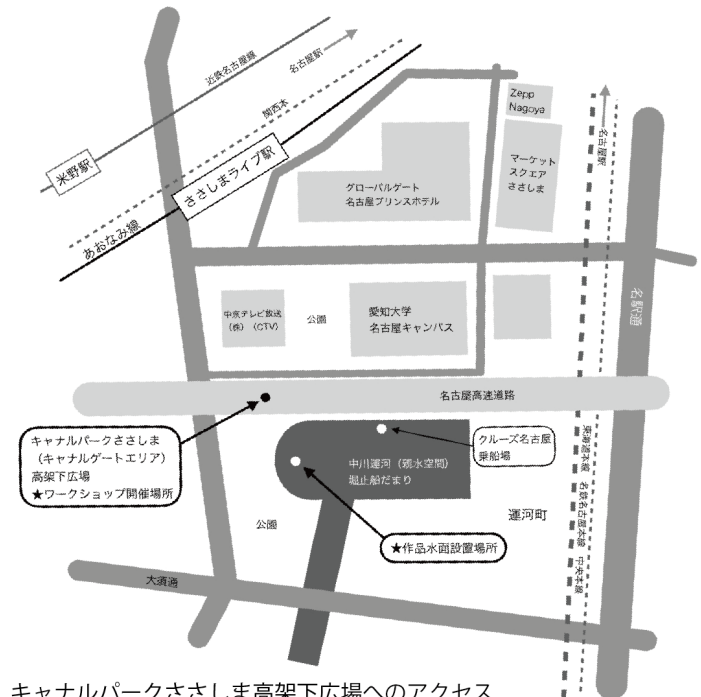 近鉄名古屋線
名古屋駅
関西本
米野駅
ささしまライブ駅
あおなみ線
Zepp
Nagoya
マーケット
スクエア
ささしま
名古屋駅
グローバルゲート
名古屋プリンスホテル
名駅通
中京テレビ放送
（株）（CTV）
公園
愛知大学
名古屋キャンパス
名古屋高速道路
キャナルパークささしま
（キャナルゲートエリア）
高架下広場
★ワークショップ開催場所
クルーズ名古屋
乗船場
中川運河（親水空間）
堀止船だまり
東海道本線　名鉄名古屋本線　中央本線
運河町
公園
★作品水面設置場所
大須通
キャナルパークささしま高架下広場へのアクセス